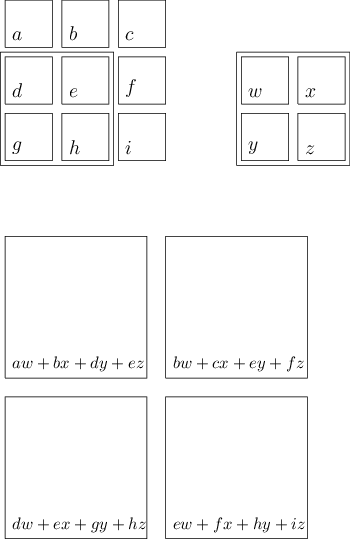 a b c
d e f w x
g h i y z
aw + bx + dy + ez bw + cx + ey + fz
dw + ex + gy + hz ew + fx + hy + iz